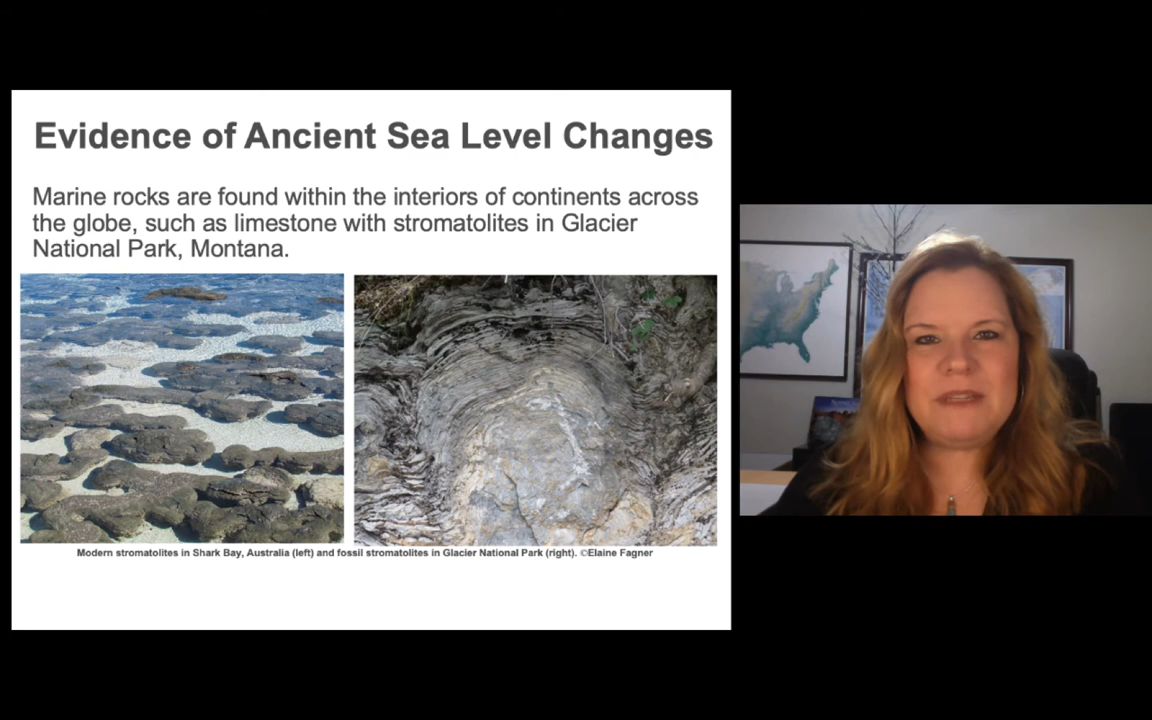 Evidence of Ancient Sea Level Changes
Marine rocks are found within the interiors of continents across
the globe, such as limestone with stromatolites in Glacier
National Park, Montana.
Modern stromatolites in Shark Bay, Australia (left) and fossil stromatolites in Glacier National Park (right). ©Elaine Fagner